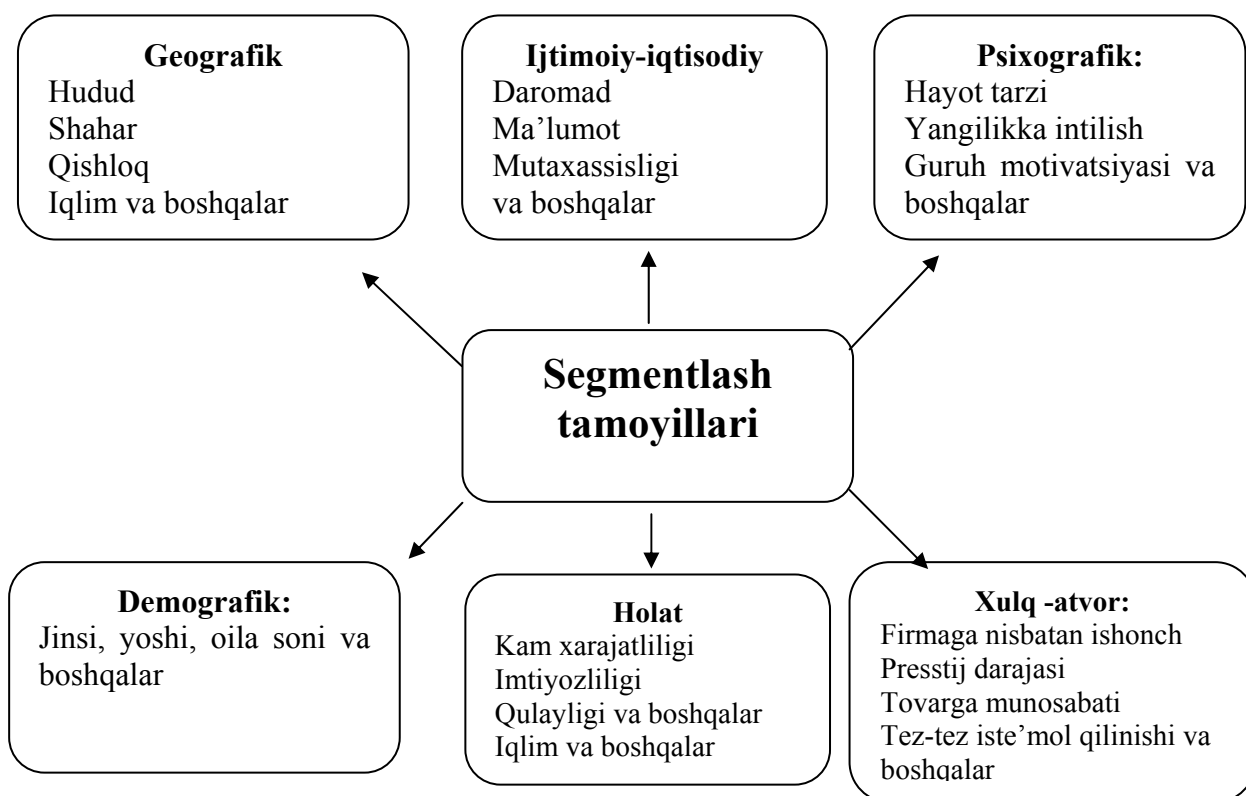 Geografik
Hudud
Shahar
Qishloq
Iqlim va boshqalar
Ijtimoiy-iqtisodiy
Daromad
Ma’lumot
Mutaxassisligi
va boshqalar
Psixografik:
Hayot tarzi
Yangilikka intilish
Guruh motivatsiyasi va
boshqalar
Segmentlash
tamoyillari
Demografik:
Jinsi, yoshi, oila soni va
boshqalar
Holat
Kam xarajatliligi
Imtiyozliligi
Qulayligi va boshqalar
Iqlim va boshqalar
Xulq -atvor:
Firmaga nisbatan ishonch
Presstij darajasi
Tovarga munosabati
Tez-tez iste’mol qilinishi va
boshqalar